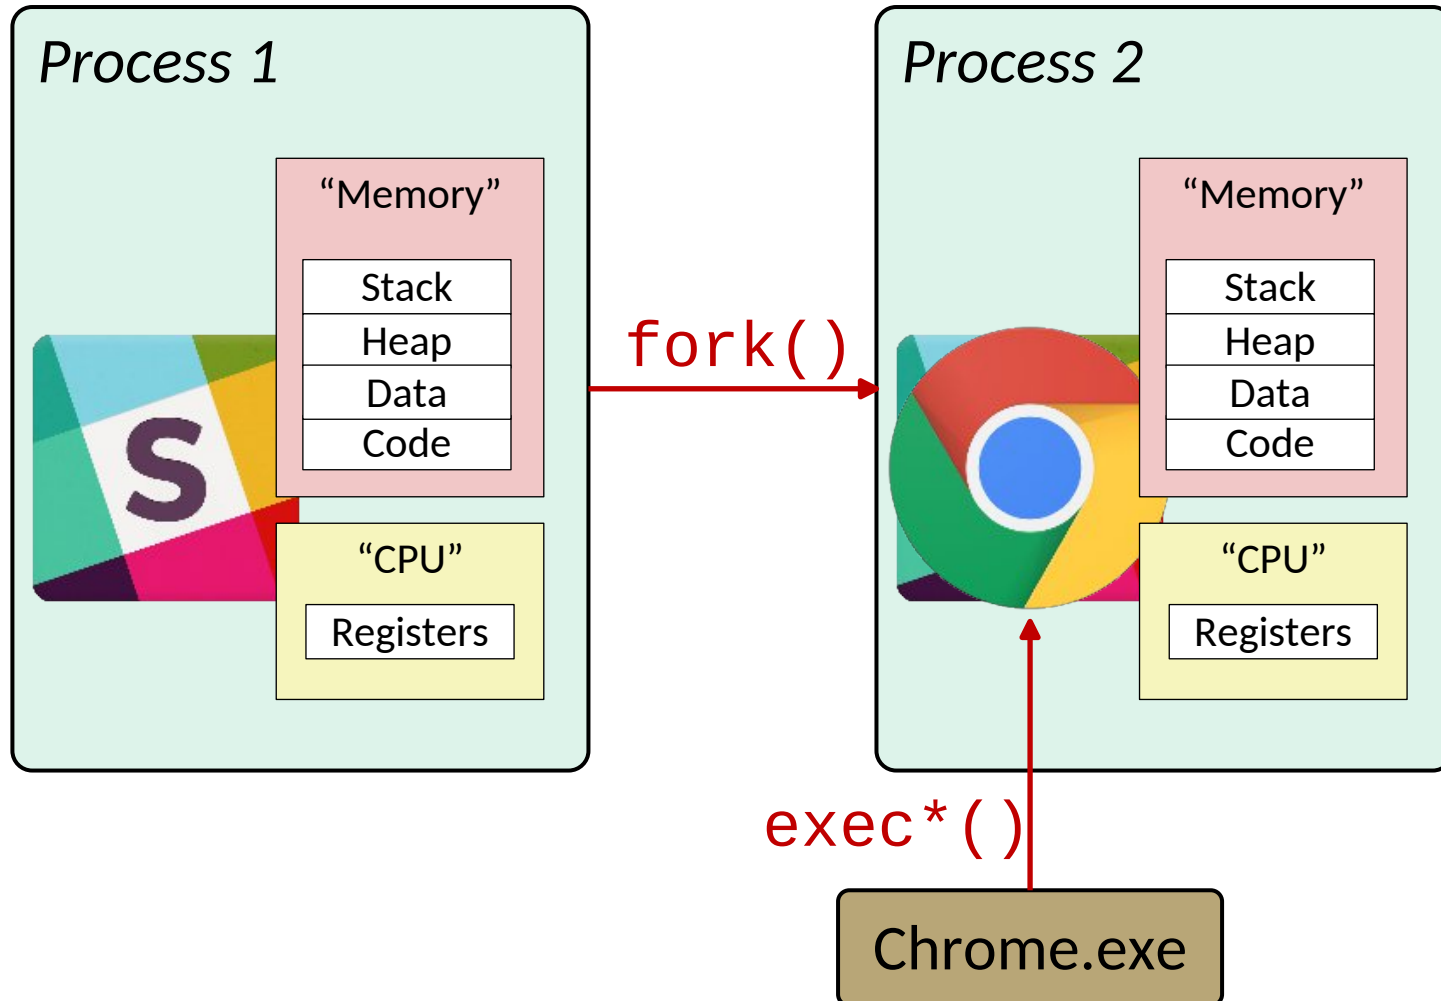 Process 1
“Memory”
Stack
Heap
Data
Code
S
“CPU”
Registers
fork()
Process 2
“Memory”
Stack
Heap
Data
Code
“CPU”
Registers
exec*()
Chrome.exe